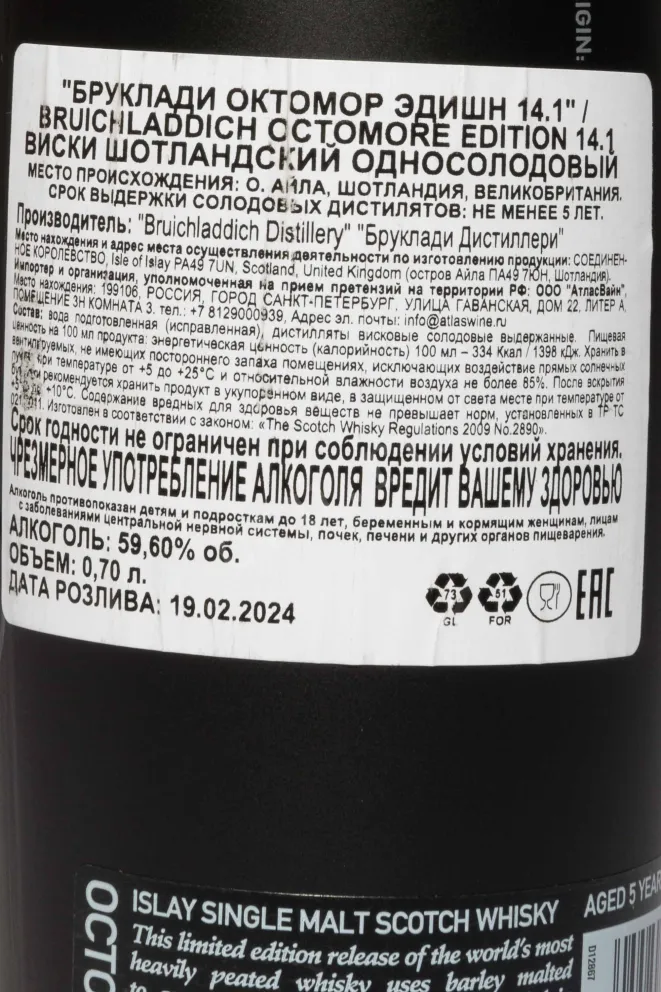 IGIN:
"БРУКЛАДИ ОКТОМОР ЭДИШН 14.1" /
BRUICHLADDICH OCTOMORE EDITION 14.1
ВИСКИ ШОТЛАНДСКИЙ ОДНОСОЛОДОВЫЙ
МЕСТО ПРОИСХОЖДЕНИЯ: О. АЙЛА, ШОТЛАНДИЯ, ВЕЛИКОБРИТАНИЯ.
СРОК ВЫДЕРЖКИ СОЛОДОВЫХ ДИСТИЛЯТОВ: НЕ МЕНЕЕ 5 ЛЕТ.
Производитель: "Bruichladdich Distillery" "Бруклади Дистиллери"
Место нахождения и адрес места осуществления деятельности по изготовлению продукции: СОЕДИНЕН-
НОЕ КОРОЛЕВСТВО, Isle of Islay PA49 7UN, Scotland, United Kingdom (остров Айла ПА49 7ЮН, Шотландия).
Импортер и организация, уполномоченная на прием претензий на территории РФ: ООО "АтласВайн",
Место нахождения: 199106, РОССИЯ, ГОРОД САНКТ-ПЕТЕРБУРГ, УЛИЦА ГАВАНСКАЯ, ДОМ 22, ЛИТЕР А,
ПОМЕЩЕНИЕ 3Н КОМНАТА 3. тел.: +7 8129000939, Адрес эл. почты: info@atlaswine.ru
Состав: вода подготовленная (исправленная), дистилляты висковые солодовые выдержанные. Пищевая
ценность на 100 мл продукта: энергетическая ценность (калорийность) 100 мл – 334 Ккал / 1398 кДж. Хранить в
вентилируемых, не имеющих постороннего запаха помещениях, исключающих воздействие прямых солнечных
лучей при температуре от +5 до +25°С и относительной влажности воздуха не более 85%. После вскрытия
рекомендуется хранить продукт в укупоренном виде, в защищенном от света месте при температуре от
+5°С до +10°С. Содержание вредных для здоровья веществ не превышает норм, установленных в ТР ТС
021/2011. Изготовлен в соответствии с законом: «The Scotch Whisky Regulations 2009 No.2890».
Срок годности не ограничен при соблюдении условий хранения.
ЧРЕЗМЕРНОЕ УПОТРЕБЛЕНИЕ АЛКОГОЛЯ ВРЕДИТ ВАШЕМУ ЗДОРОВЬЮ
Алкоголь противопоказан детям и подросткам до 18 лет, беременным и кормящим женщинам, лицам
с заболеваниями центральной нервной системы, почек, печени и других органов пищеварения.
АЛКОГОЛЬ: 59,60% об.
ОБЪЕМ: 0,70 л.
ДАТА РОЗЛИВА: 19.02.2024
73
GL
51
FOR
EAC
OCTO
ISLAY SINGLE MALT SCOTCH WHISKY
AGED 5 YEAR
This limited edition release of the world's most
heavily peated whisky uses barley malted
to
D12867